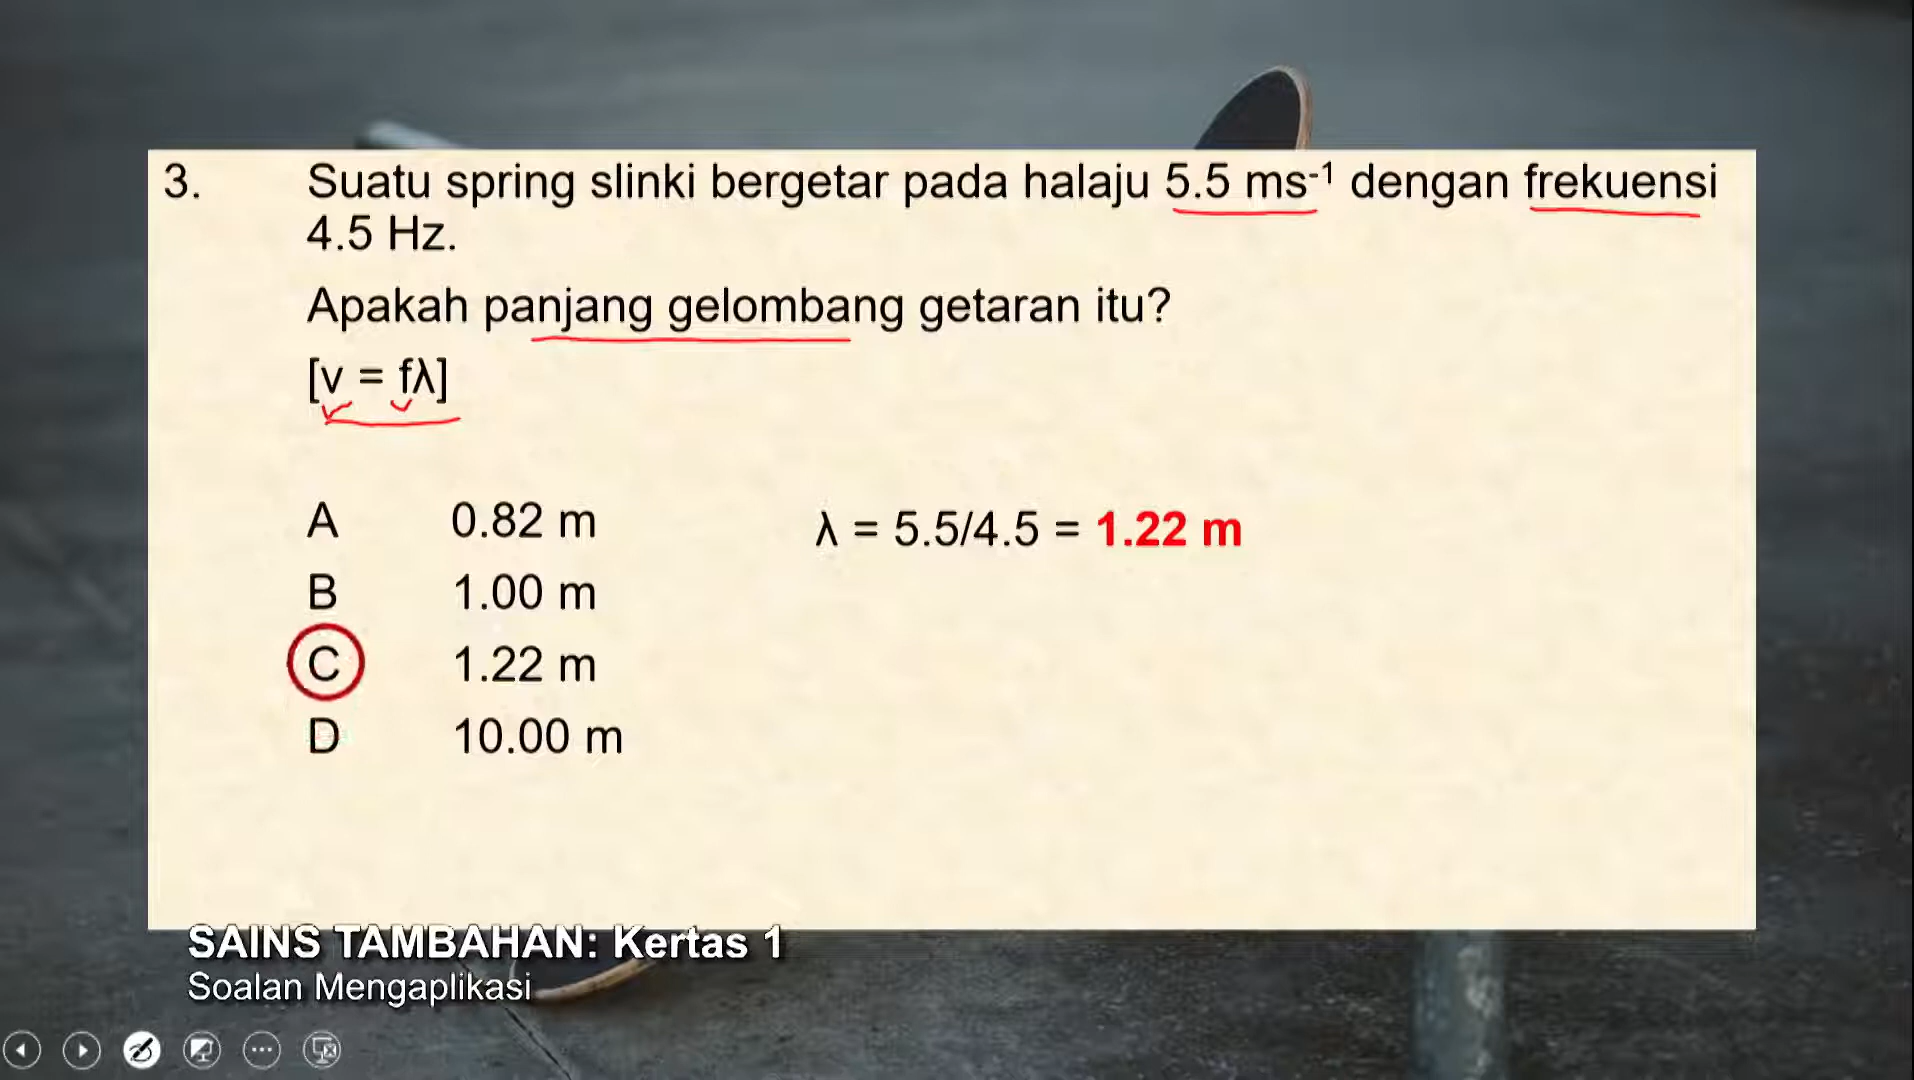 3. Suatu spring slinki bergetar pada halaju 5.5 ms⁻¹ dengan frekuensi
4.5 Hz.
Apakah panjang gelombang getaran itu?
[v = fλ]
A 0.82 m
λ = 5.5/4.5 = 1.22 m
B 1.00 m
C 1.22 m
D 10.00 m
SAINS TAMBAHAN: Kertas 1
Soalan Mengaplikasi